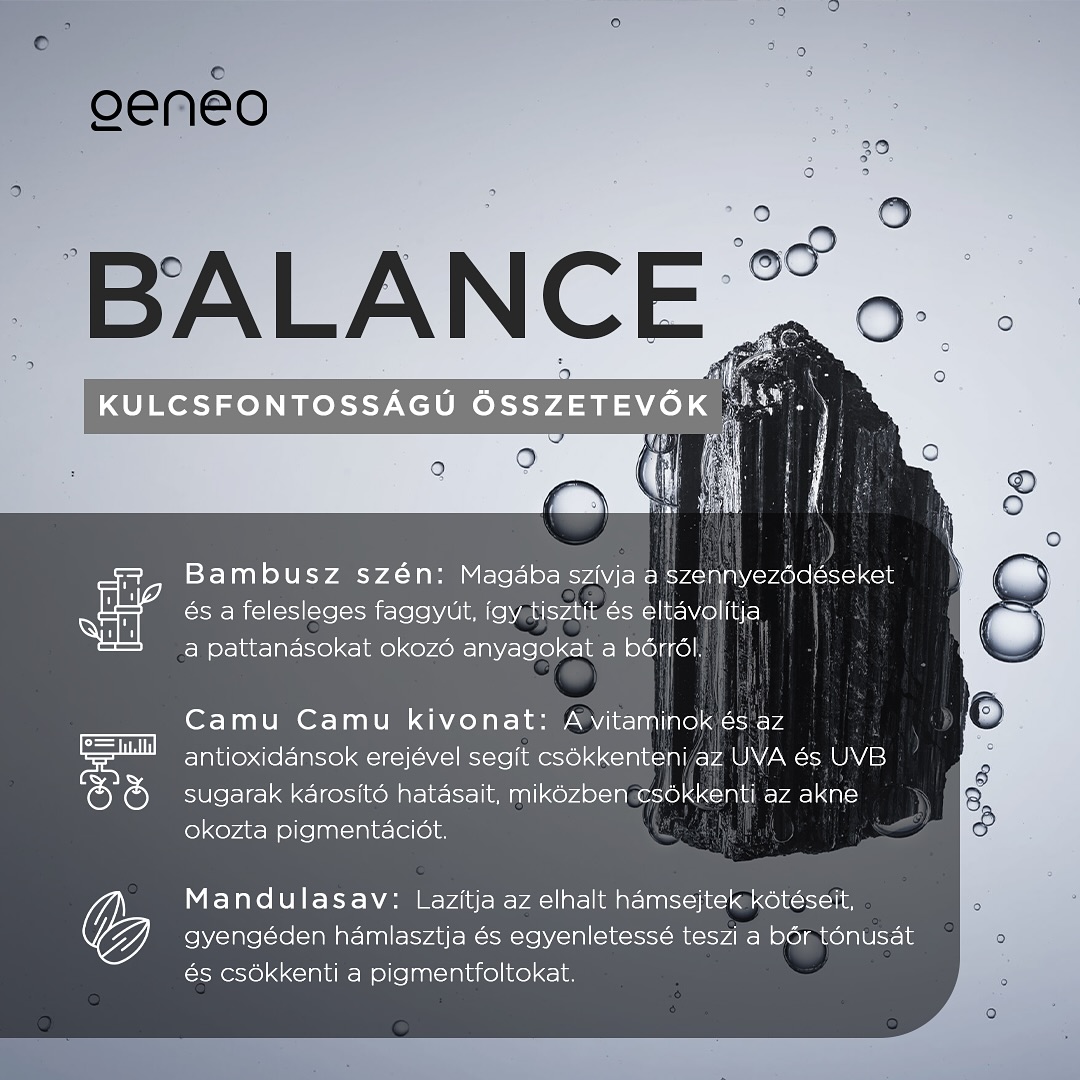 geneo
BALANCE
KULCSFONTOSSÁGÚ ÖSSZETEVŐK
Bambusz szén: Magába szívja a szennyeződéseket
és a felesleges faggyút, így tisztít és eltávolítja
a pattanásokat okozó anyagokat a bőrről.
Camu Camu kivonat: A vitaminok és az
antioxidánsok erejével segít csökkenteni az UVA és UVB
sugarak károsító hatásait, miközben csökkenti az akne
okozta pigmentációt.
Mandulasav: Lazítja az elhalt hámsejtek kötéseit,
gyengéden hámlasztja és egyenletessé teszi a bőr tónusát
és csökkenti a pigmentfoltokat.